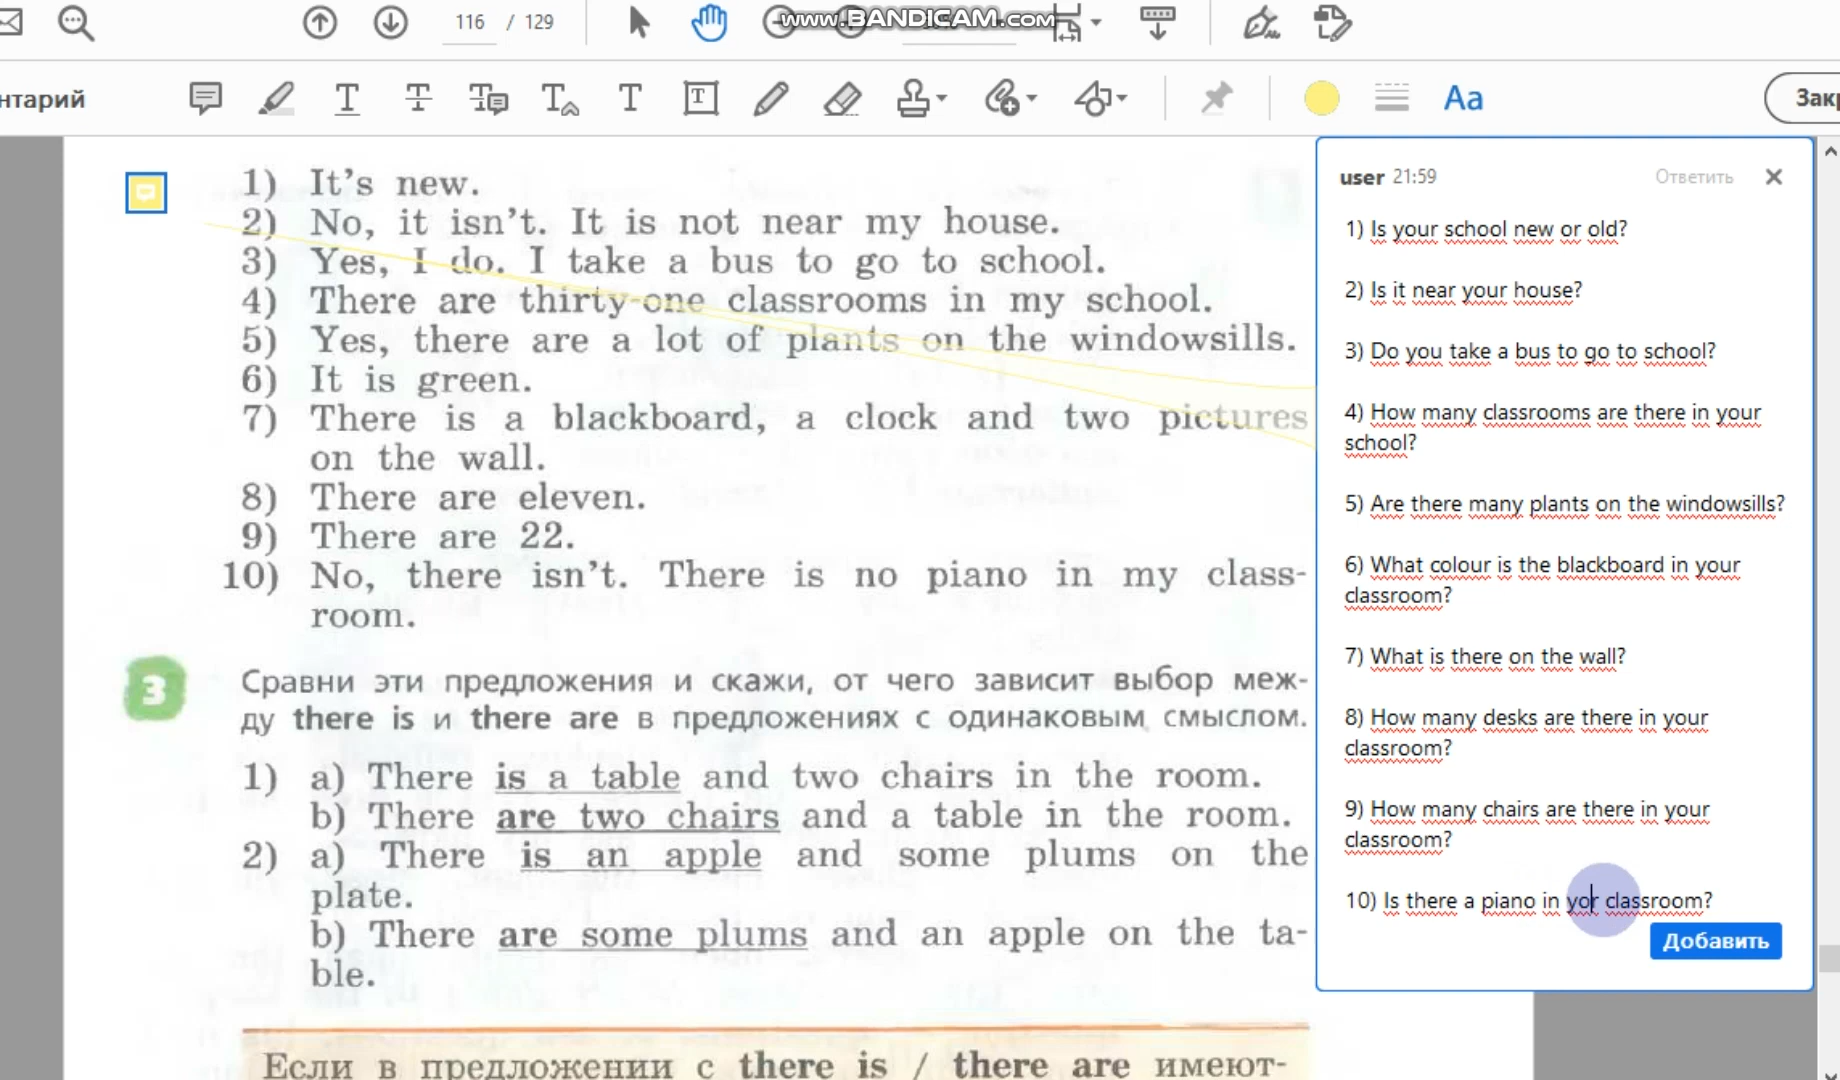 116 / 129
www.BANDICAM.com
нтарий
Aa
Зак
1) It's new.
2) No, it isn't. It is not near my house.
3) Yes, I do. I take a bus to go to school.
4) There are thirty-one classrooms in my school.
5) Yes, there are a lot of plants on the windowsills.
6) It is green.
7) There is a blackboard, a clock and two pictures
on the wall.
8) There are eleven.
9) There are 22.
10) No, there isn't. There is no piano in my class-
room.
3
Сравни эти предложения и скажи, от чего зависит выбор меж-
ду there is и there are в предложениях с одинаковым смыслом.
1) a) There is a table and two chairs in the room.
b) There are two chairs and a table in the room.
2) a) There is an apple and some plums on the
plate.
b) There are some plums and an apple on the ta-
ble.
Если в предложении с there is / there are имеют-
user 21:59
Ответить
1) Is your school new or old?
2) Is it near your house?
3) Do you take a bus to go to school?
4) How many classrooms are there in your
school?
5) Are there many plants on the windowsills?
6) What colour is the blackboard in your
classroom?
7) What is there on the wall?
8) How many desks are there in your
classroom?
9) How many chairs are there in your
classroom?
10) Is there a piano in yor classroom?
Добавить